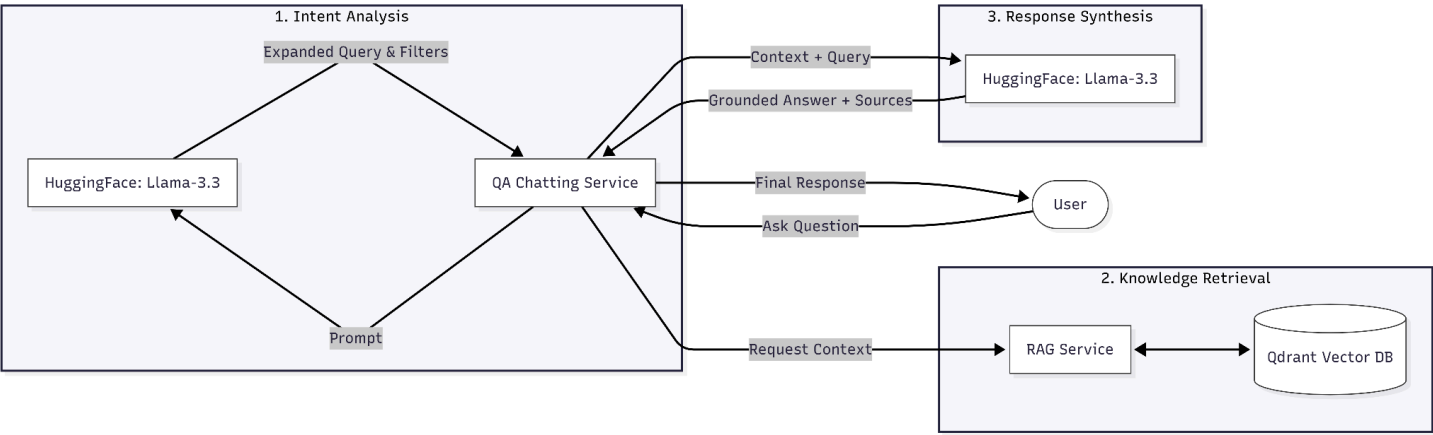 1. Intent Analysis
Expanded Query & Filters
HuggingFace: Llama-3.3
QA Chatting Service
Prompt
Context + Query
Grounded Answer + Sources
Final Response
Ask Question
Request Context
3. Response Synthesis
HuggingFace: Llama-3.3
User
2. Knowledge Retrieval
RAG Service
Qdrant Vector DB